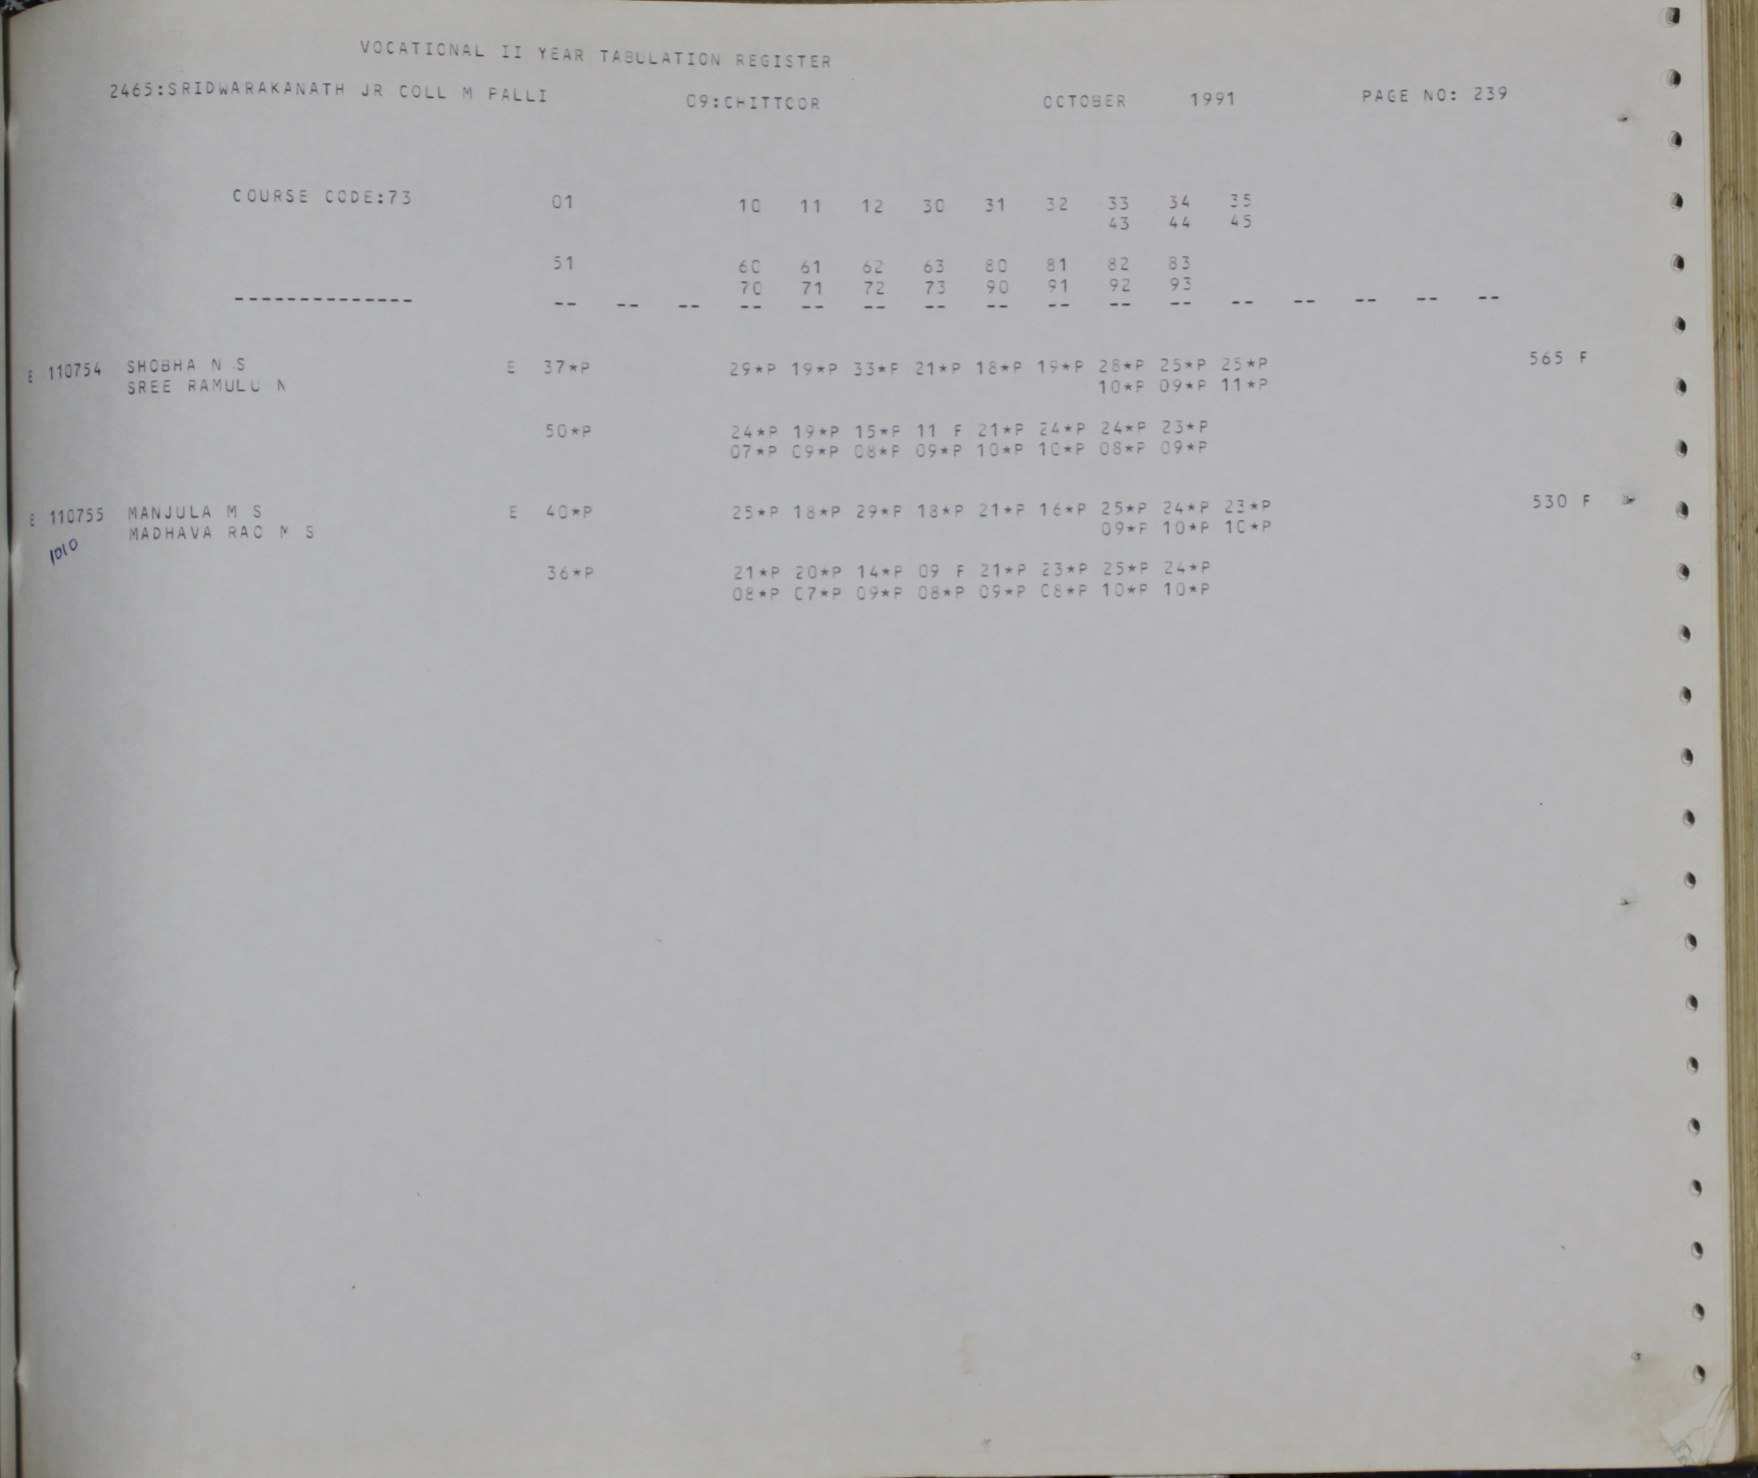 VOCATIONAL II YEAR TABULATION REGISTER
2465:SRIDWARAKANATH JR COLL M PALLI 09:CHITTOOR OCTOBER 1991 PAGE NO: 239
COURSE CODE:73 01 10 11 12 30 31 32 33 34 35
43 44 45
51 60 61 62 63 80 81 82 83
70 71 72 73 90 91 92 93
-------------- -- -- -- -- -- -- -- -- -- -- -- -- -- -- -- --
E 110754 SHOBHA N S E 37*P 29*P 19*P 33*P 21*P 18*P 19*P 28*P 25*P 25*P 565 F
SREE RAMULU N 10*P 09*P 11*P
50*P 24*P 19*P 15*P 11 F 21*P 24*P 24*P 23*P
07*P 09*P 08*P 09*P 10*P 10*P 08*P 09*P
E 110755 MANJULA M S E 40*P 25*P 18*P 29*P 18*P 21*P 16*P 25*P 24*P 23*P 530 F
MADHAVA RAO M S 09*P 10*P 10*P
1010
36*P 21*P 20*P 14*P 09 F 21*P 23*P 25*P 24*P
08*P 07*P 09*P 08*P 09*P 08*P 10*P 10*P